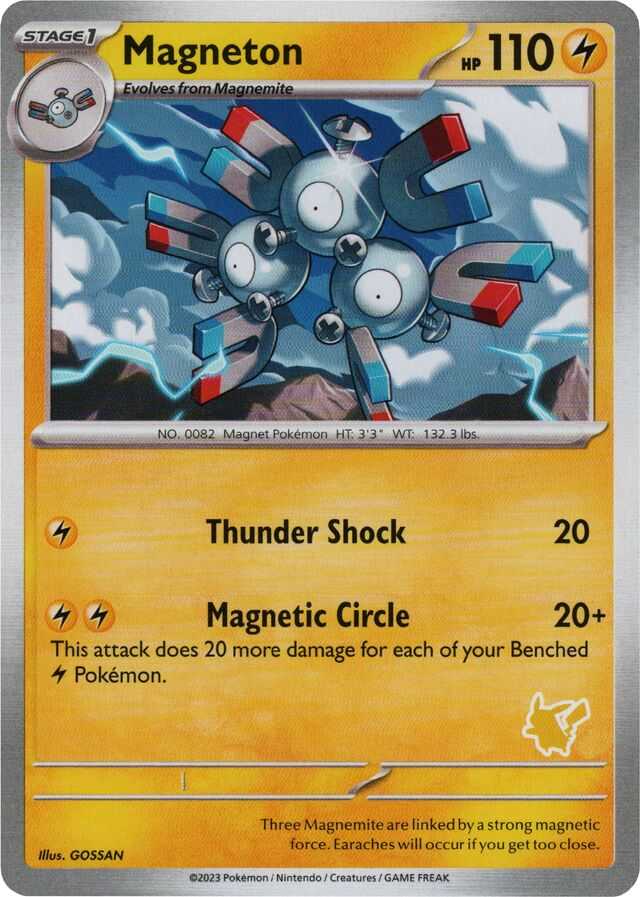 STAGE1
Magneton
HP 110
Evolves from Magnemite
NO. 0082 Magnet Pokémon HT: 3'3" WT: 132.3 lbs.
Thunder Shock 20
Magnetic Circle 20+
This attack does 20 more damage for each of your Benched
Pokémon.
Three Magnemite are linked by a strong magnetic
force. Earaches will occur if you get too close.
Illus. GOSSAN
©2023 Pokémon / Nintendo / Creatures / GAME FREAK